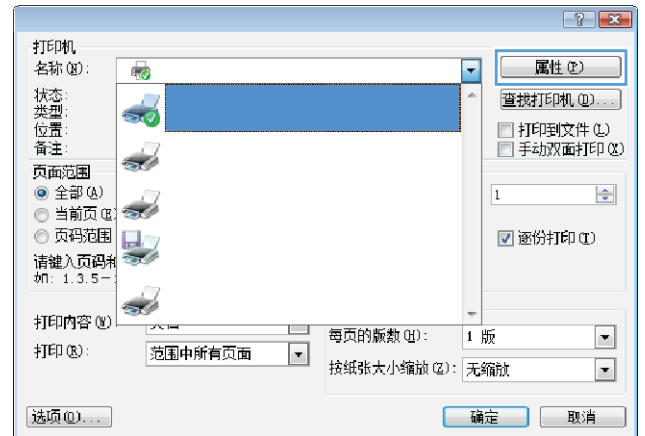 打印机
名称(N):
属性(P)
状态:
类型:
位置:
备注:
查找打印机(D)...
打印到文件(L)
手动双面打印(X)
页面范围
全部(A)
当前页(E)
页码范围
请键入页码和
如: 1.3.5-
1
逐份打印(T)
打印内容(W):
打印(R):
范围中所有页面
每页的版数(H):
1 版
按纸张大小缩放(Z):
无缩放
选项(O)...
确定
取消